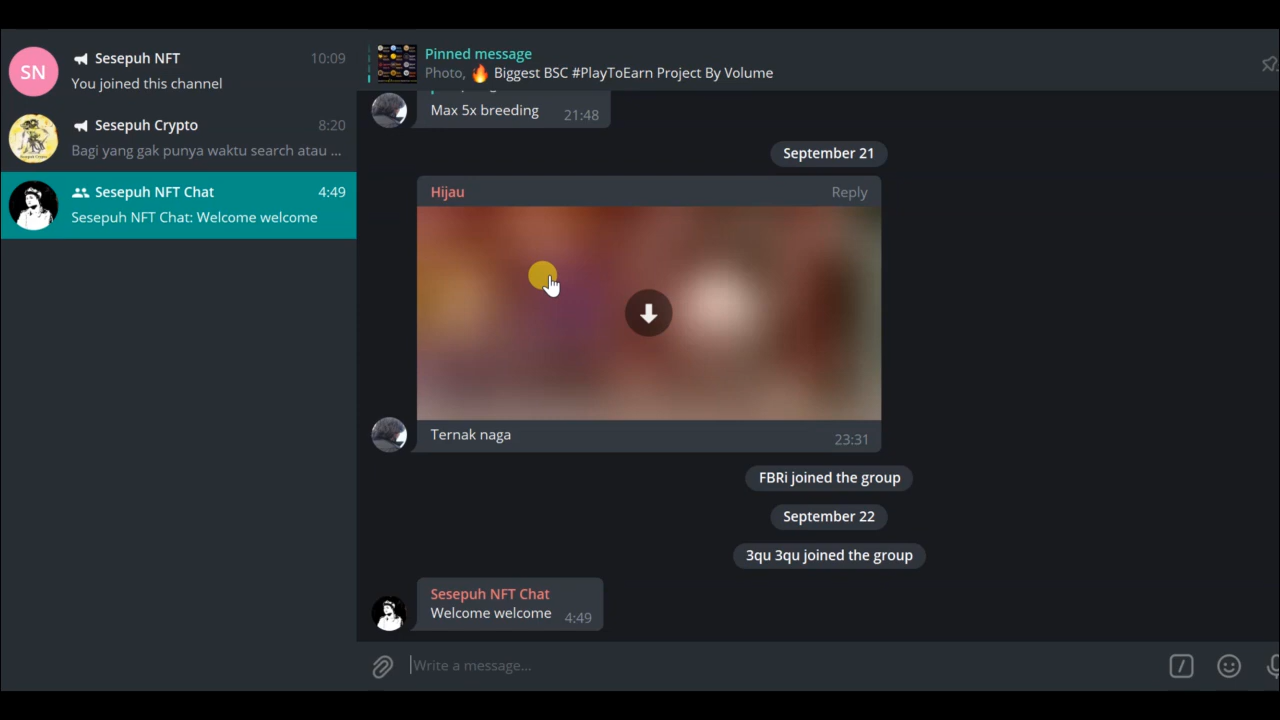 SN
Sesepuh NFT 10:09
You joined this channel
Sesepuh Crypto 8:20
Bagi yang gak punya waktu search atau ...
Sesepuh NFT Chat 4:49
Sesepuh NFT Chat: Welcome welcome
Pinned message
Photo, 🔥 Biggest BSC #PlayToEarn Project By Volume
Max 5x breeding 21:48
September 21
Hijau Reply
Ternak naga 23:31
FBRi joined the group
September 22
3qu 3qu joined the group
Sesepuh NFT Chat
Welcome welcome 4:49
Write a message...